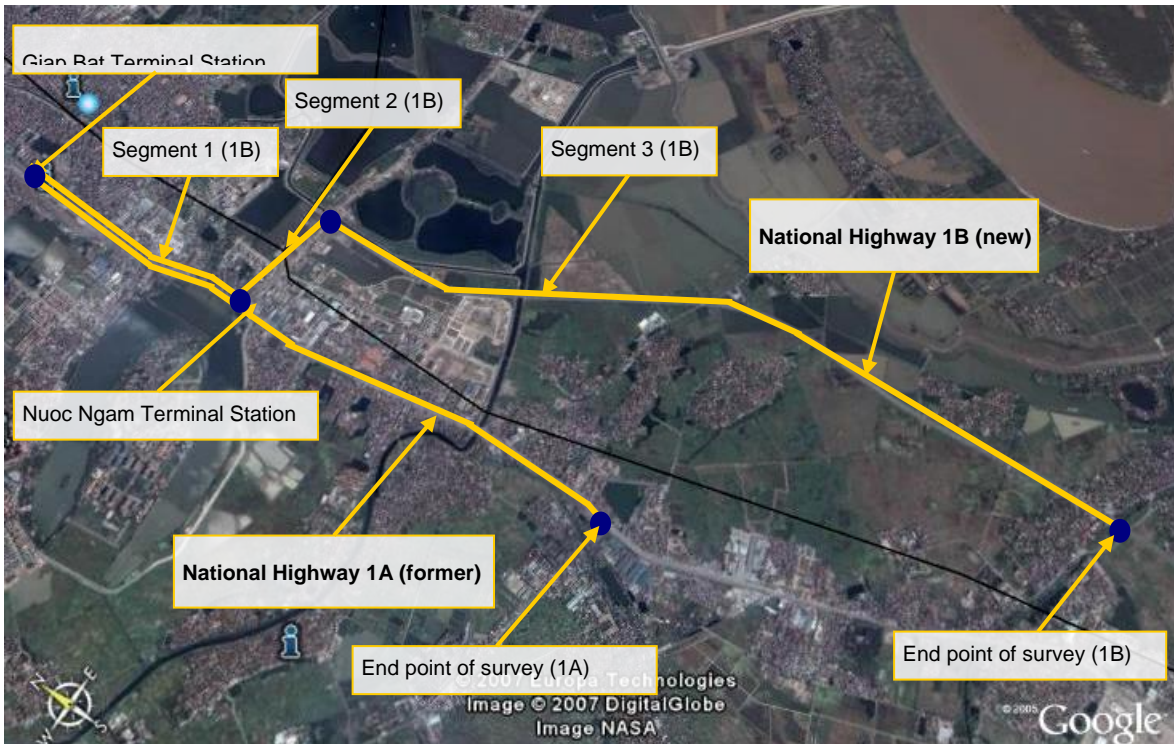 Giap Bat Terminal Station
Segment 2 (1B)
Segment 1 (1B)
Segment 3 (1B)
National Highway 1B (new)
Nuoc Ngam Terminal Station
National Highway 1A (former)
End point of survey (1A)
End point of survey (1B)
© 2007 Europa Technologies
Image © 2007 DigitalGlobe
Image NASA
© 2005 Google
N
E
W
S